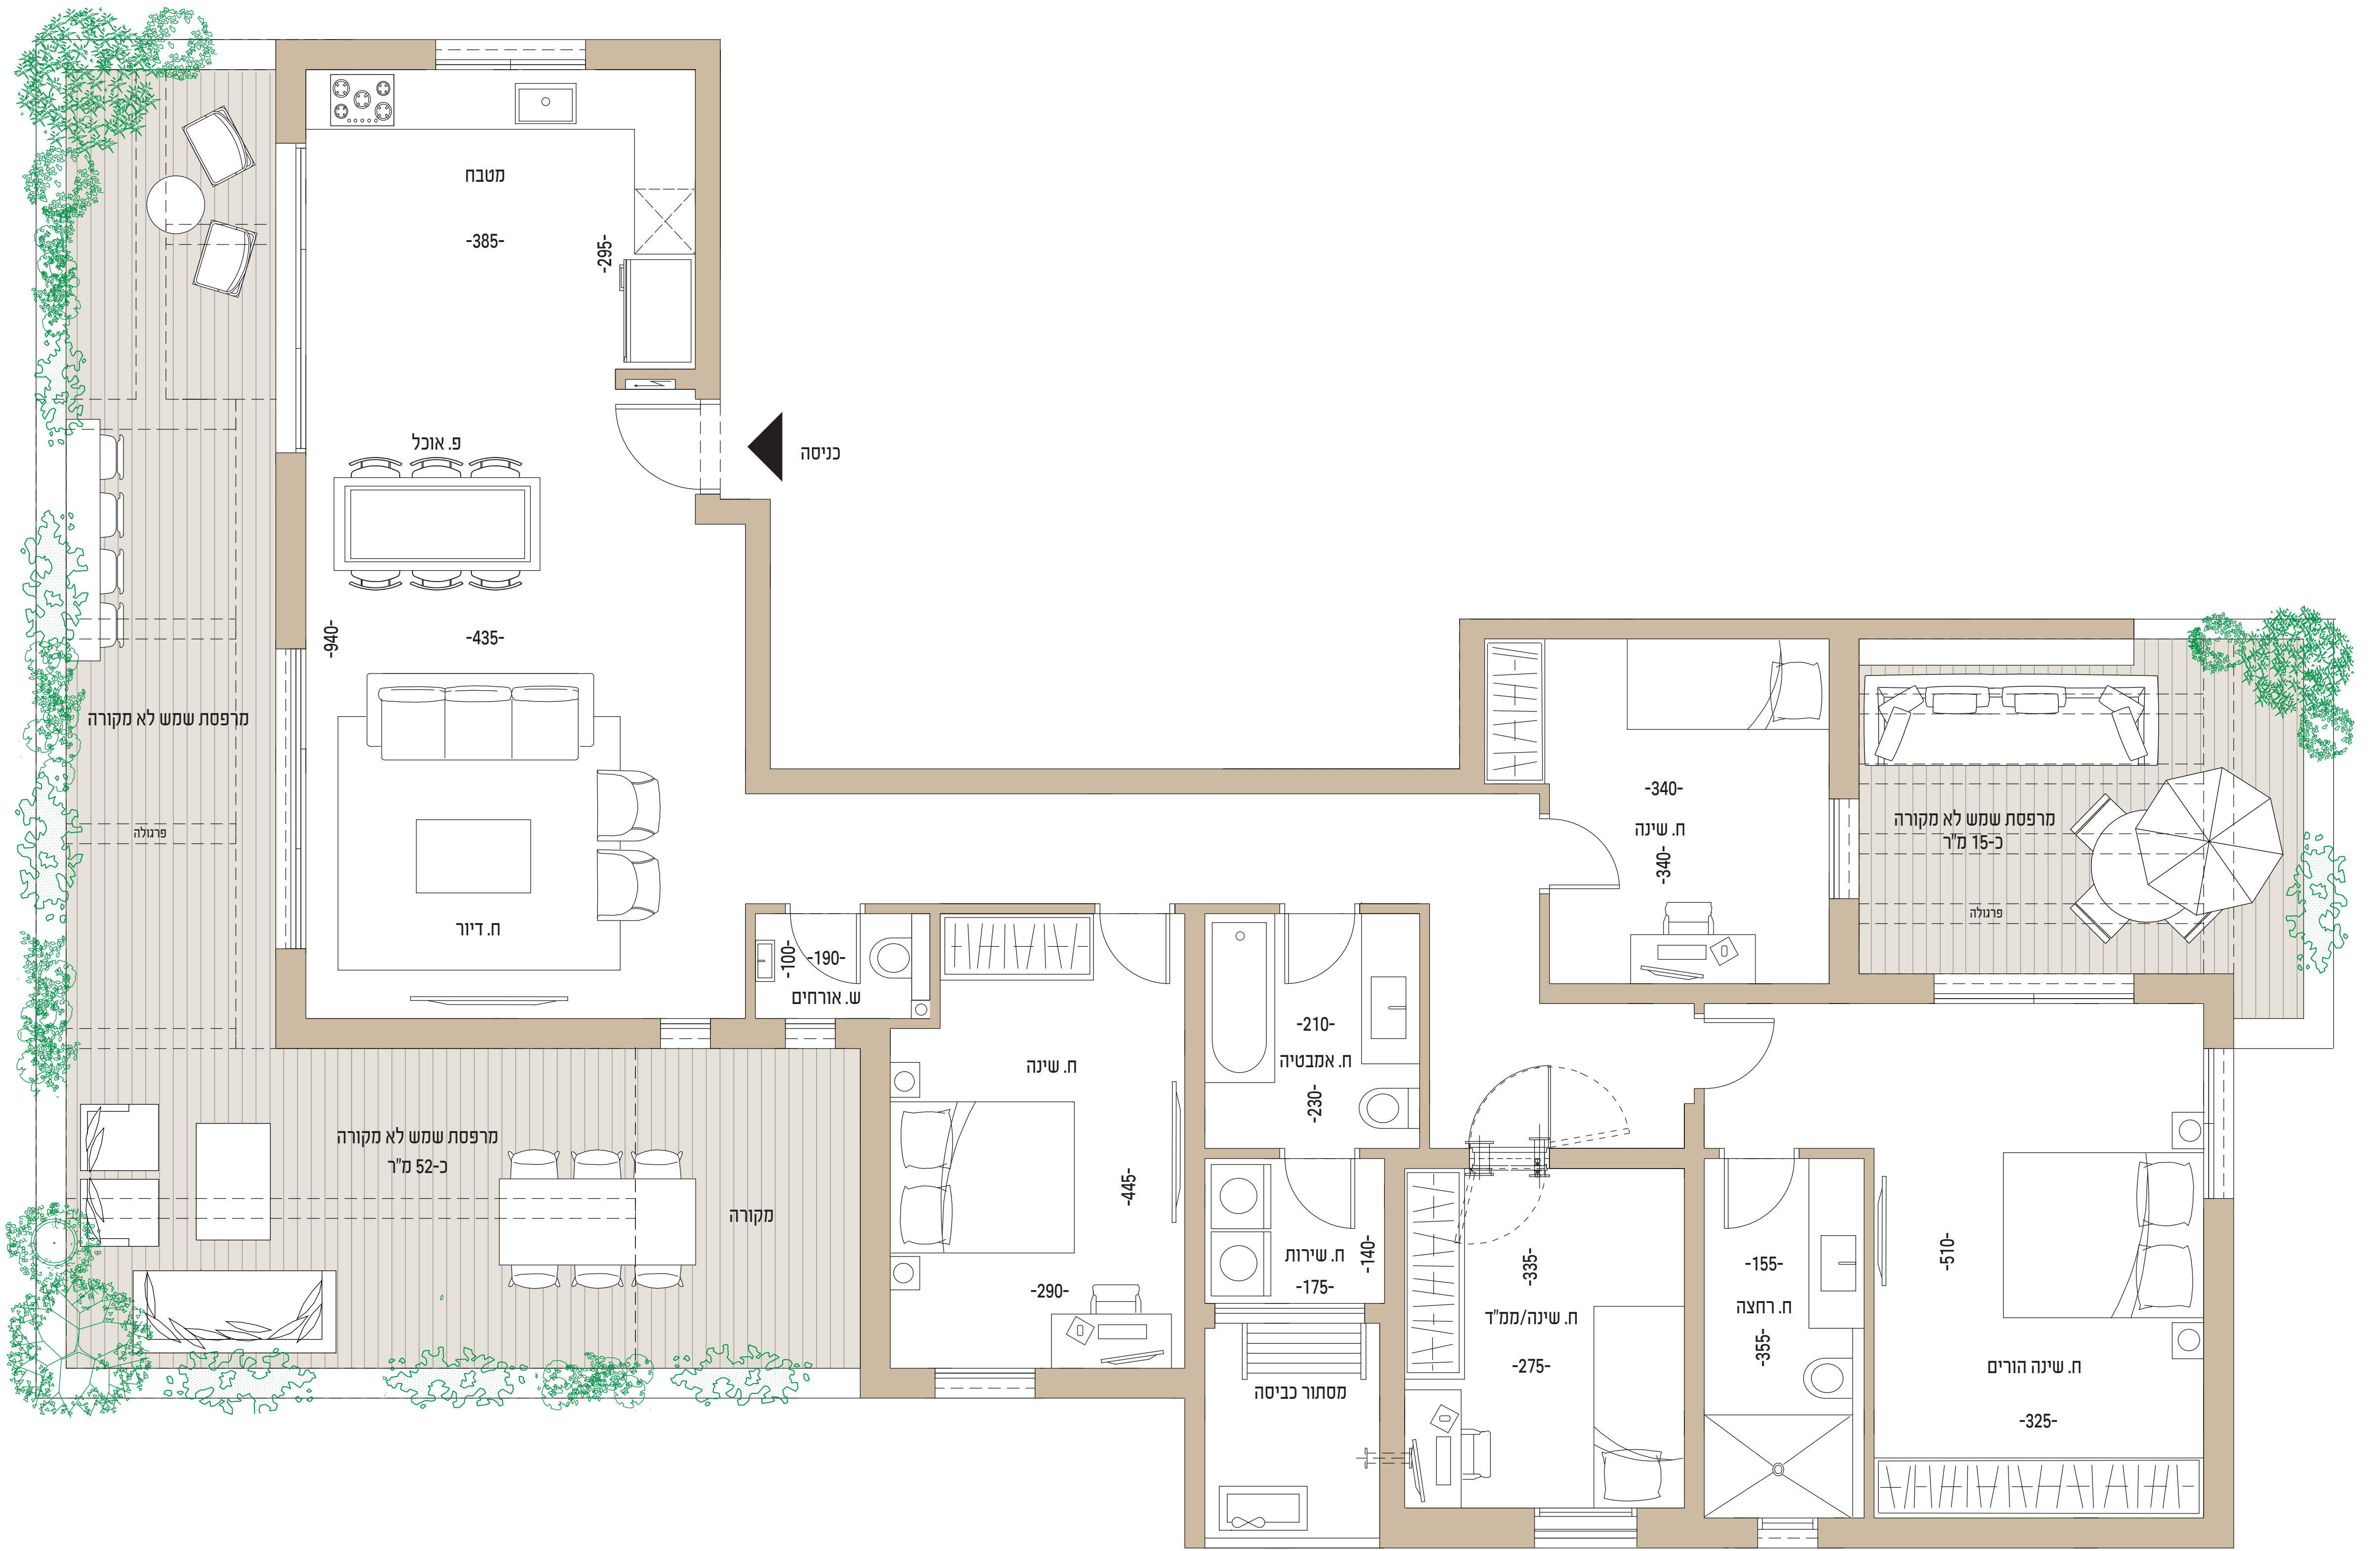 מטבח
-385-
-295-
פ. אוכל
כניסה
-940-
-435-
מרפסת שמש לא מקורה
פרגולה
ח. דיור
-340-
ח. שינה
-340-
מרפסת שמש לא מקורה
כ-15 מ"ר
פרגולה
-100-
-190-
ש. אורחים
ח. שינה
-445-
-290-
-210-
ח. אמבטיה
-230-
מרפסת שמש לא מקורה
כ-52 מ"ר
מקורה
ח. שירות
-140-
-175-
מסתור כביסה
-335-
ח. שינה/ממ"ד
-275-
-155-
ח. רחצה
-355-
-510-
ח. שינה הורים
-325-